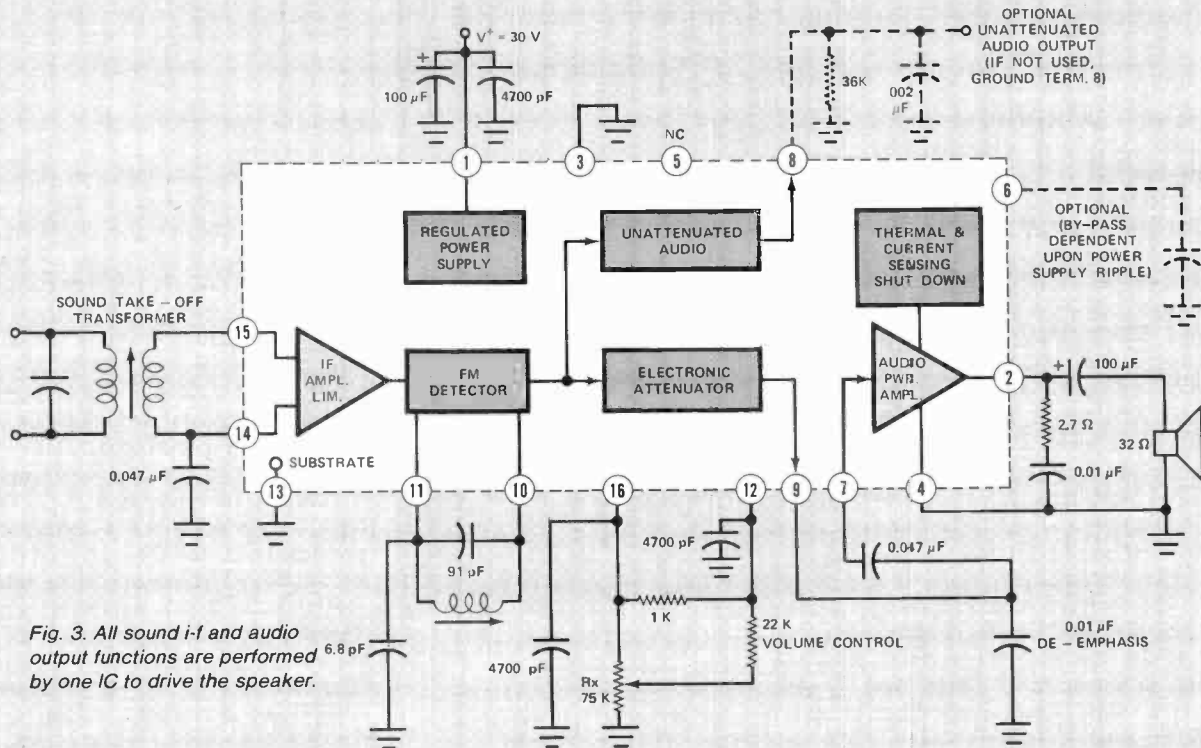 V+ = 30 V
+
100 µF
4700 pF
OPTIONAL
UNATTENUATED
AUDIO OUTPUT
(IF NOT USED,
GROUND TERM. 8)
36K
002
µF
NC
1
3
5
8
6
REGULATED
POWER
SUPPLY
UNATTENUATED
AUDIO
THERMAL &
CURRENT
SENSING
SHUT DOWN
OPTIONAL
(BY-PASS
DEPENDENT
UPON POWER
SUPPLY RIPPLE)
SOUND TAKE – OFF
TRANSFORMER
15
IF
AMPL.
LIM.
FM
DETECTOR
ELECTRONIC
ATTENUATOR
AUDIO
PWR
AMPL.
2
+
100 µF
2.7 Ω
32 Ω
0.01 µF
14
0.047 µF
SUBSTRATE
13
11
10
16
12
9
7
4
91 pF
6.8 pF
4700 pF
4700 pF
1 K
0.047 µF
22 K
VOLUME CONTROL
Rx
75 K
0.01 µF
DE – EMPHASIS
Fig. 3. All sound i-f and audio
output functions are performed
by one IC to drive the speaker.